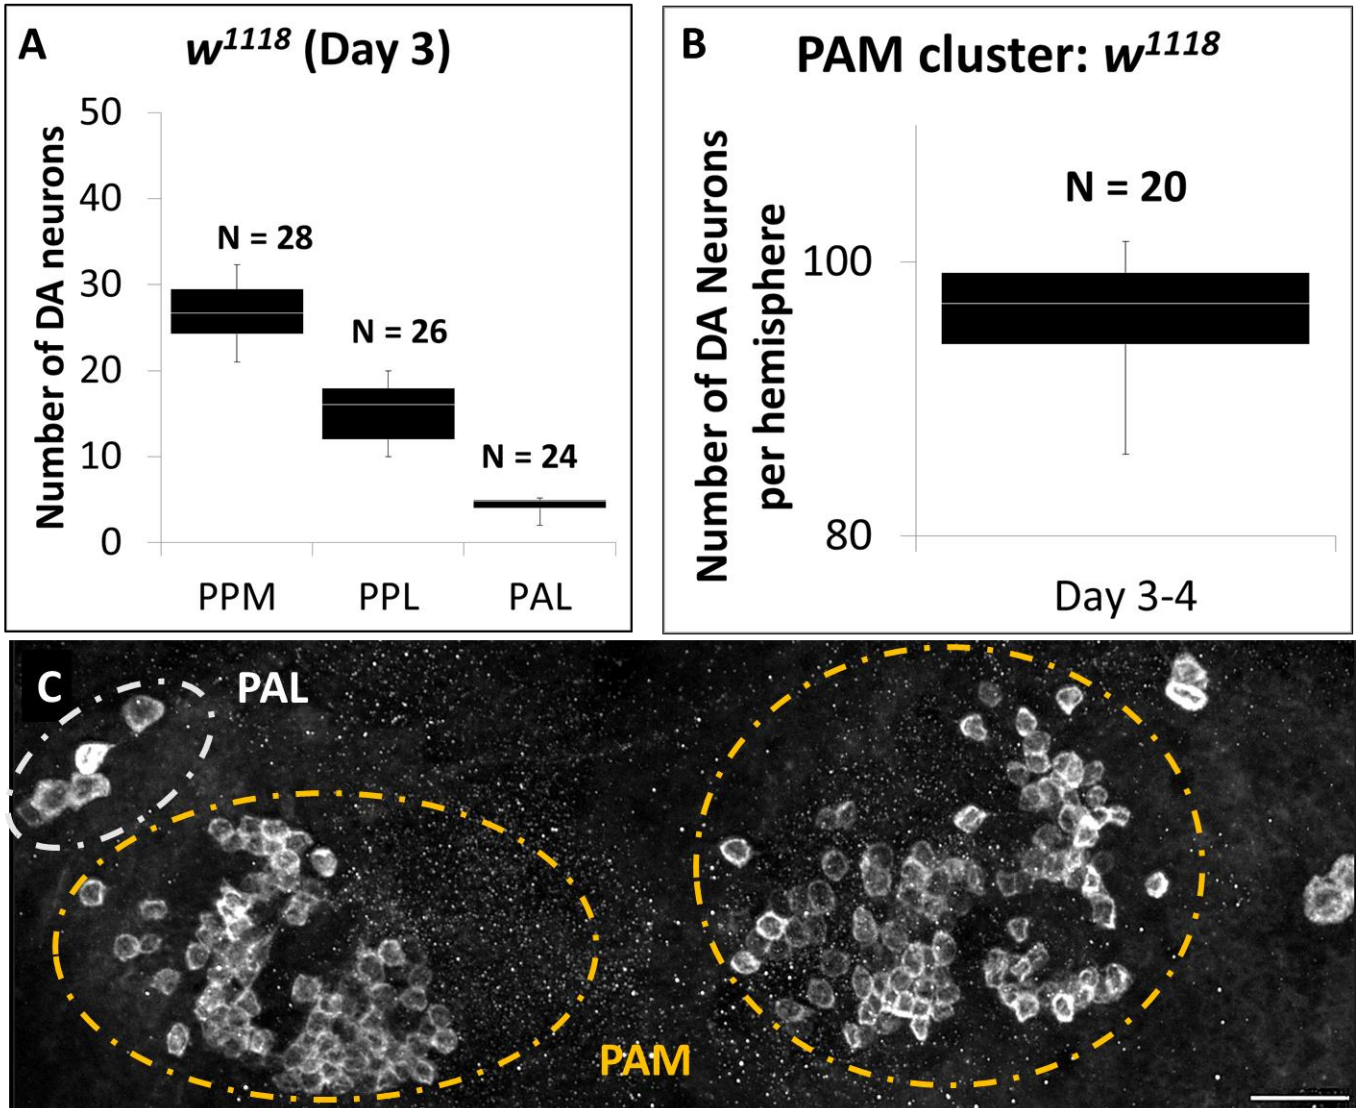 A
w1118 (Day 3)
Number of DA neurons
50
40
30
20
10
0
N = 28
N = 26
N = 24
PPM
PPL
PAL
B
PAM cluster: w1118
Number of DA Neurons
per hemisphere
N = 20
100
80
Day 3-4
C
PAL
PAM